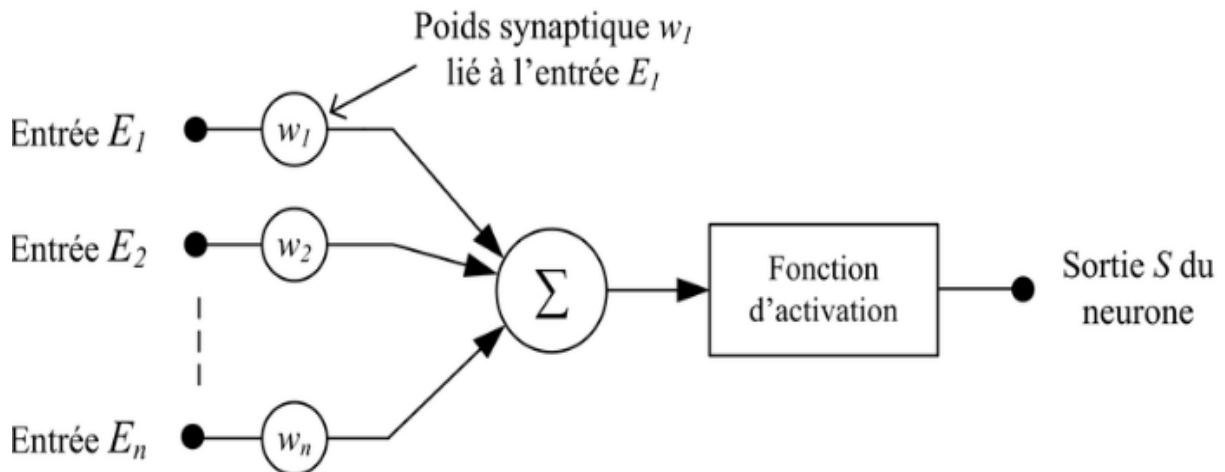 Poids synaptique w1
lié à l'entrée E1
Entrée E1
w1
Entrée E2
w2
Entrée En
wn
Σ
Fonction
d'activation
Sortie S du
neurone